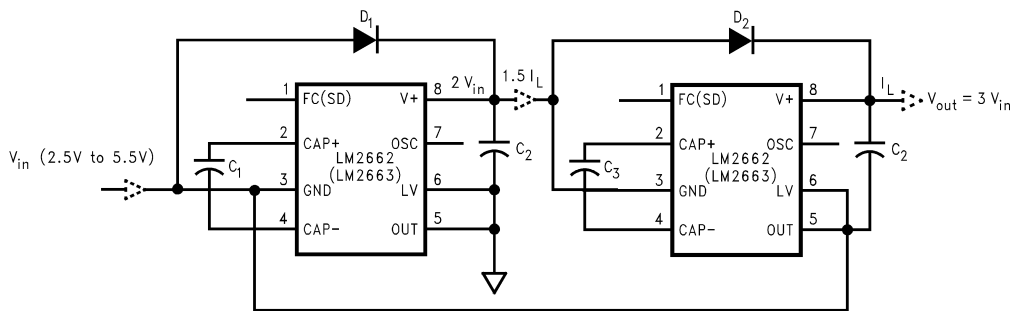 D1
D2
1
FC(SD)
V+
8
2 Vin
1.5 IL
2
CAP+
OSC
7
LM2662
(LM2663)
C1
C2
3
GND
LV
6
4
CAP-
OUT
5
Vin (2.5V to 5.5V)
1
FC(SD)
V+
8
IL
Vout = 3 Vin
2
CAP+
OSC
7
LM2662
(LM2663)
C3
C2
3
GND
LV
6
4
CAP-
OUT
5